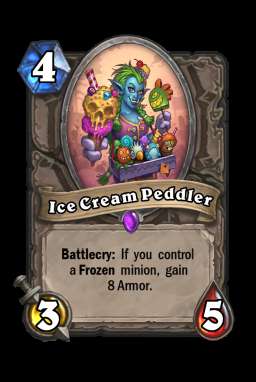 4
Ice Cream Peddler
Battlecry: If you control
a Frozen minion, gain
8 Armor.
3
5